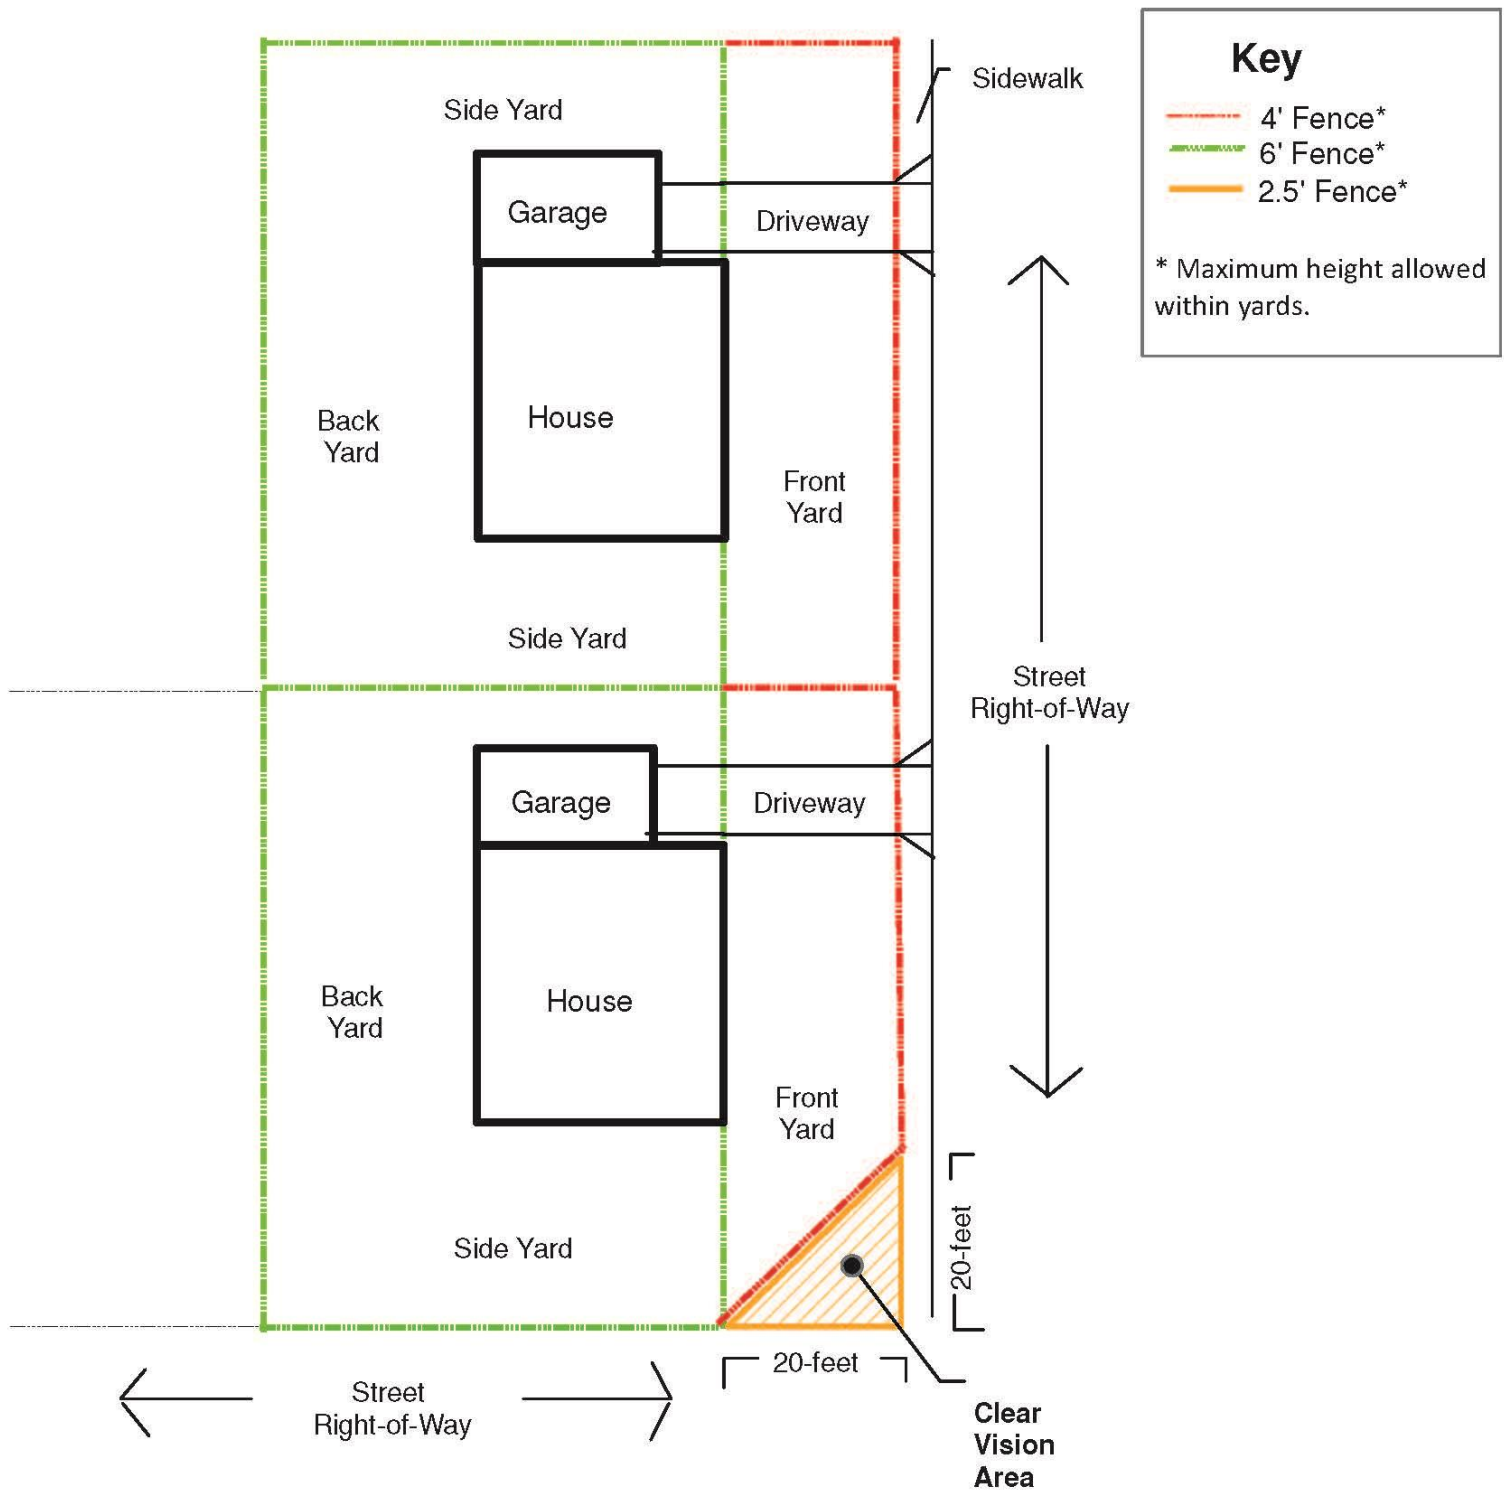 Key
4' Fence*
6' Fence*
2.5' Fence*
* Maximum height allowed
within yards.
Sidewalk
Side Yard
Garage
Driveway
House
Back
Yard
Front
Yard
Side Yard
Street
Right-of-Way
Garage
Driveway
House
Back
Yard
Front
Yard
Side Yard
20-feet
20-feet
Street
Right-of-Way
Clear
Vision
Area